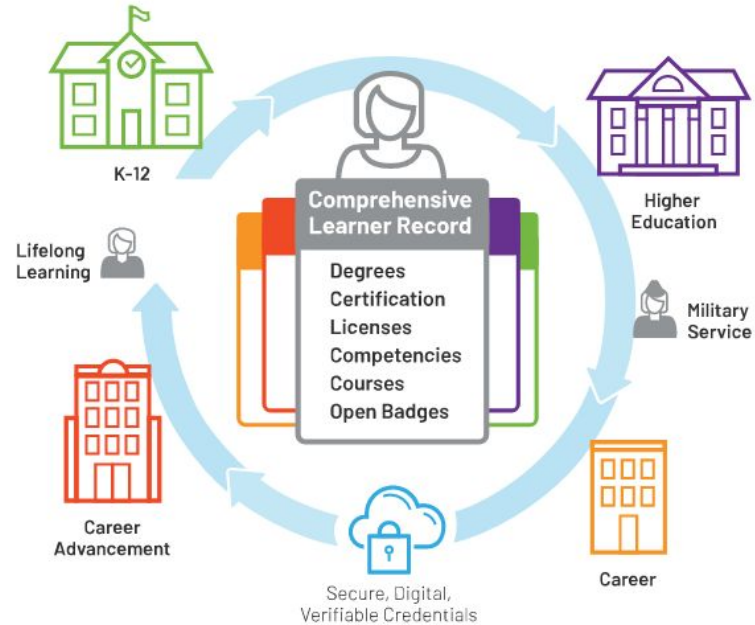 K-12
Comprehensive
Learner Record
Degrees
Certification
Licenses
Competencies
Courses
Open Badges
Higher
Education
Lifelong
Learning
Military
Service
Career
Advancement
Career
Secure, Digital,
Verifiable Credentials